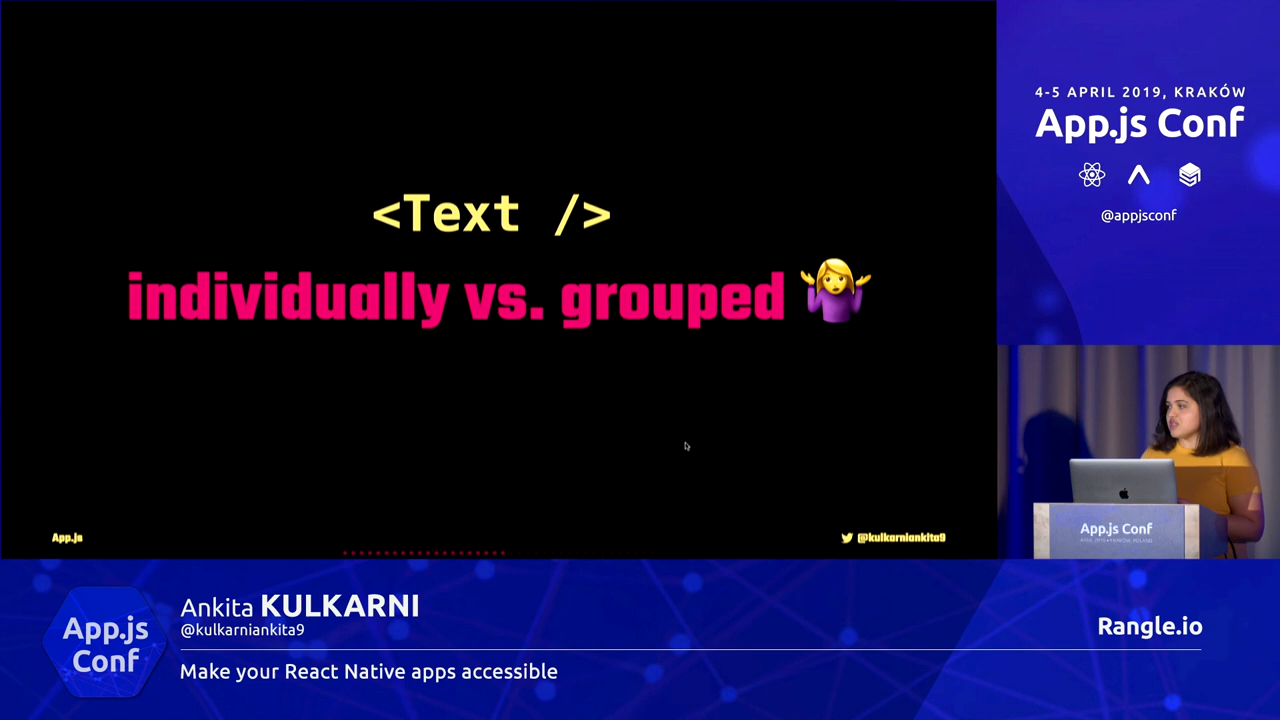 <Text />
individually vs. grouped
App.js
@kulkarniankita9
4-5 APRIL 2019, KRAKÓW
App.js Conf
@appjsconf
App.js Conf
App.js
Conf
Ankita KULKARNI
@kulkarniankita9
Make your React Native apps accessible
Rangle.io